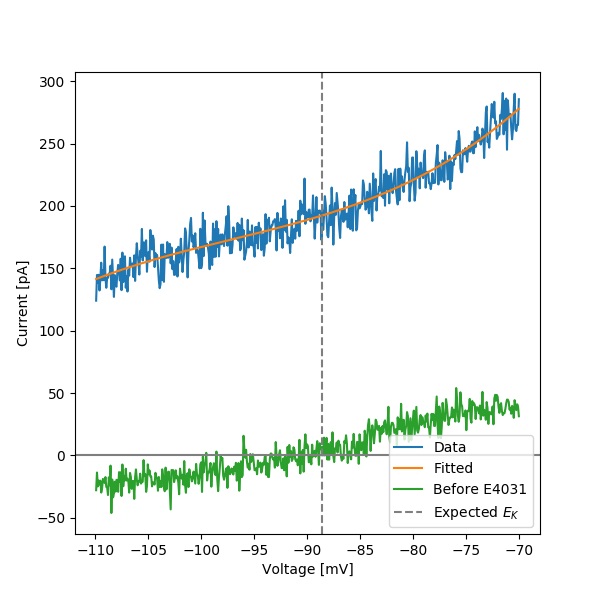 300
250
200
150
100
50
0
−50
Current [pA]
−110 −105 −100 −95 −90 −85 −80 −75 −70
Voltage [mV]
Data
Fitted
Before E4031
Expected E_K